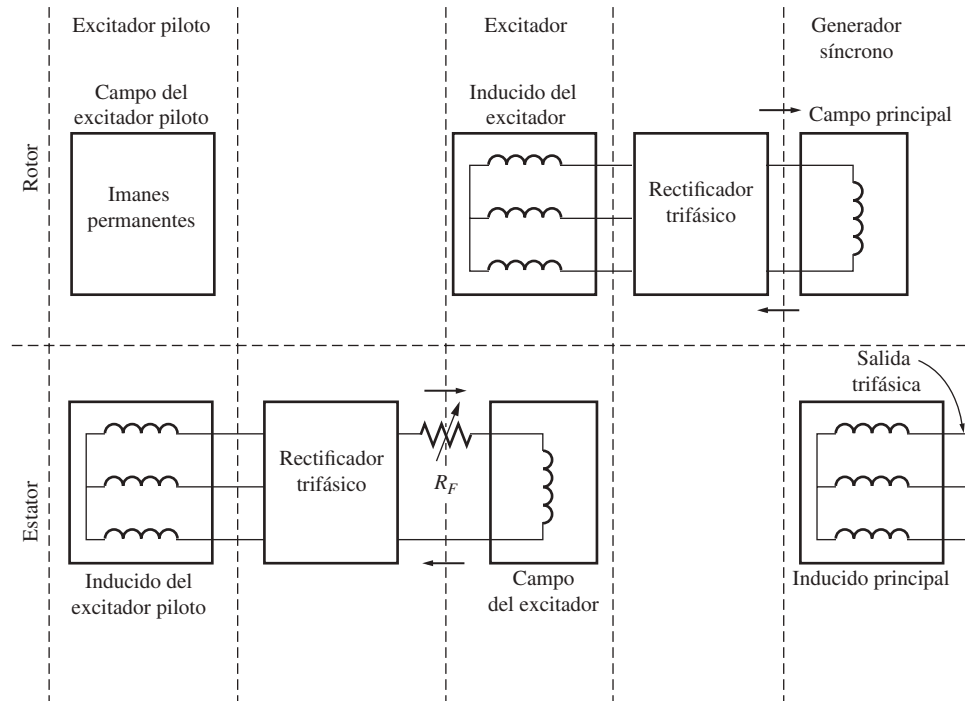 Excitador piloto
Excitador
Generador
síncrono
Campo del
excitador piloto
Inducido del
excitador
Campo principal
Rotor
Imanes
permanentes
Rectificador
trifásico
Salida
trifásica
Estator
Rectificador
trifásico
R_F
Inducido del
excitador piloto
Campo
del excitador
Inducido principal